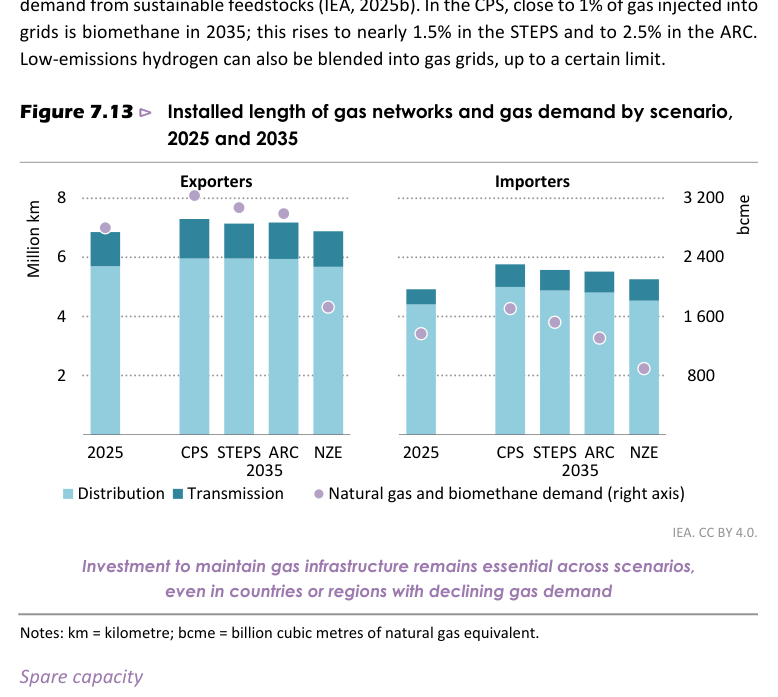 demand from sustainable feedstocks (IEA, 2025b). In the CPS, close to 1% of gas injected into
grids is biomethane in 2035; this rises to nearly 1.5% in the STEPS and to 2.5% in the ARC.
Low-emissions hydrogen can also be blended into gas grids, up to a certain limit.
Figure 7.13 ▷ Installed length of gas networks and gas demand by scenario,
2025 and 2035
Exporters
Importers
Million km
8
6
4
2
3 200
2 400
1 600
800
bcme
2025 CPS STEPS ARC NZE
2035
2025 CPS STEPS ARC NZE
2035
Distribution Transmission Natural gas and biomethane demand (right axis)
IEA. CC BY 4.0.
Investment to maintain gas infrastructure remains essential across scenarios,
even in countries or regions with declining gas demand
Notes: km = kilometre; bcme = billion cubic metres of natural gas equivalent.
Spare capacity